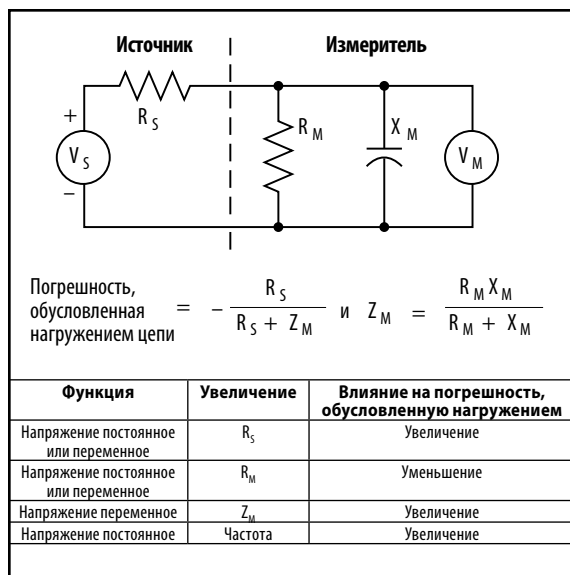 Источник Измеритель
R S
R M
X M
+
V S
−
V M
Погрешность,
обусловленная
нагружением цепи
= − R S / R S + Z M и Z M = R M X M / R M + X M
Функция Увеличение Влияние на погрешность,
обусловленную нагружением
Напряжение постоянное
или переменное
R S Увеличение
Напряжение постоянное
или переменное
R M Уменьшение
Напряжение переменное Z M Увеличение
Напряжение постоянное Частота Увеличение